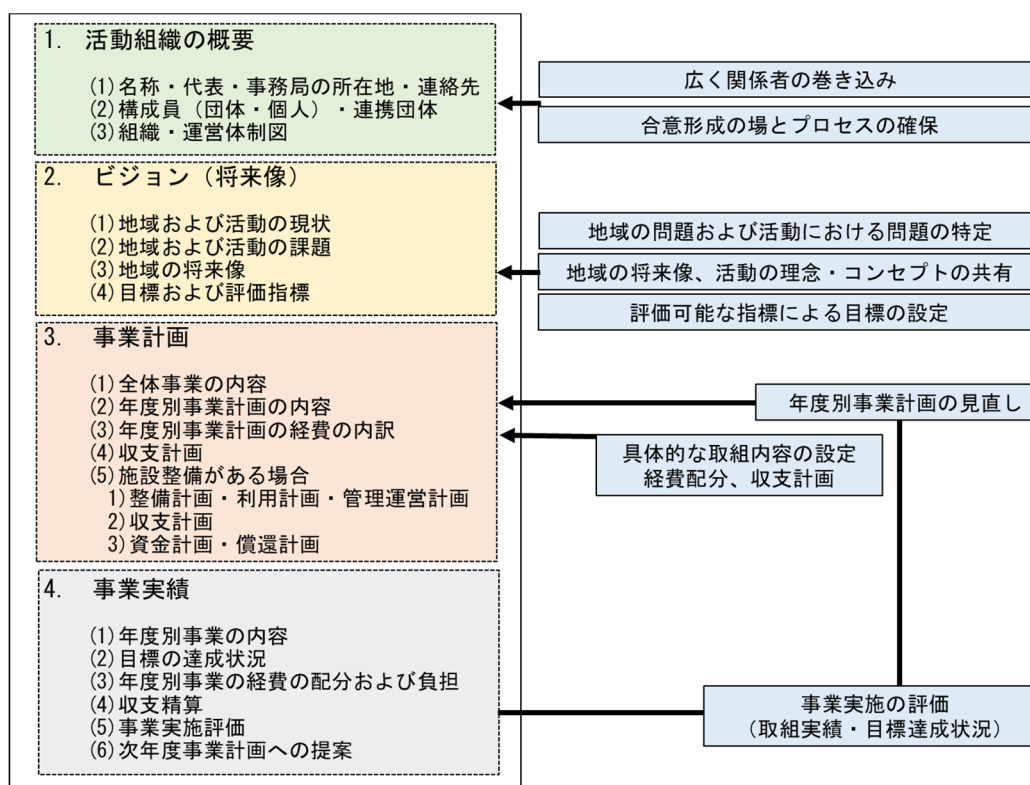 1. 活動組織の概要
(1)名称・代表・事務局の所在地・連絡先
(2)構成員（団体・個人）・連携団体
(3)組織・運営体制図
広く関係者の巻き込み
合意形成の場とプロセスの確保
2. ビジョン（将来像）
(1)地域および活動の現状
(2)地域および活動の課題
(3)地域の将来像
(4)目標および評価指標
地域の問題および活動における問題の特定
地域の将来像、活動の理念・コンセプトの共有
評価可能な指標による目標の設定
3. 事業計画
(1)全体事業の内容
(2)年度別事業計画の内容
(3)年度別事業計画の経費の内訳
(4)収支計画
(5)施設整備がある場合
1)整備計画・利用計画・管理運営計画
2)収支計画
3)資金計画・償還計画
年度別事業計画の見直し
具体的な取組内容の設定
経費配分、収支計画
4. 事業実績
(1)年度別事業の内容
(2)目標の達成状況
(3)年度別事業の経費の配分および負担
(4)収支精算
(5)事業実施評価
(6)次年度事業計画への提案
事業実施の評価
（取組実績・目標達成状況）